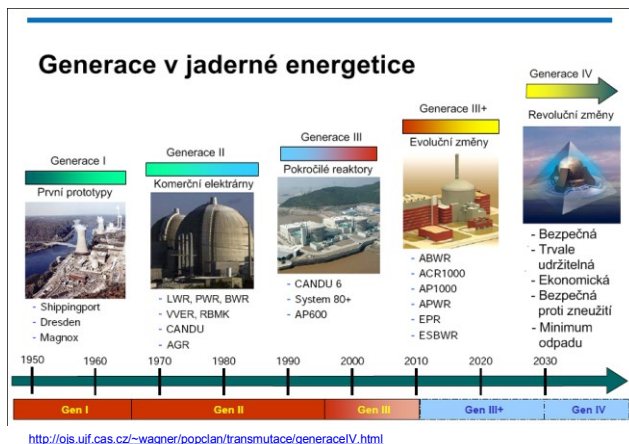 Generace v jaderné energetice
Generace I
První prototypy
- Shippingport
- Dresden
- Magnox
Generace II
Komerční elektrárny
- LWR, PWR, BWR
- VVER, RBMK
- CANDU
- AGR
Generace III
Pokročilé reaktory
- CANDU 6
- System 80+
- AP600
Generace III+
Evoluční změny
- ABWR
- ACR1000
- AP1000
- APWR
- EPR
- ESBWR
Generace IV
Revoluční změny
- Bezpečná
- Trvale
udržitelná
- Ekonomická
- Bezpečná
proti zneužití
- Minimum
odpadu
1950 1960 1970 1980 1990 2000 2010 2020 2030
Gen I Gen II Gen III Gen III+ Gen IV
http://ojs.ujf.cas.cz/~wagner/popclan/transmutace/generaceIV.html